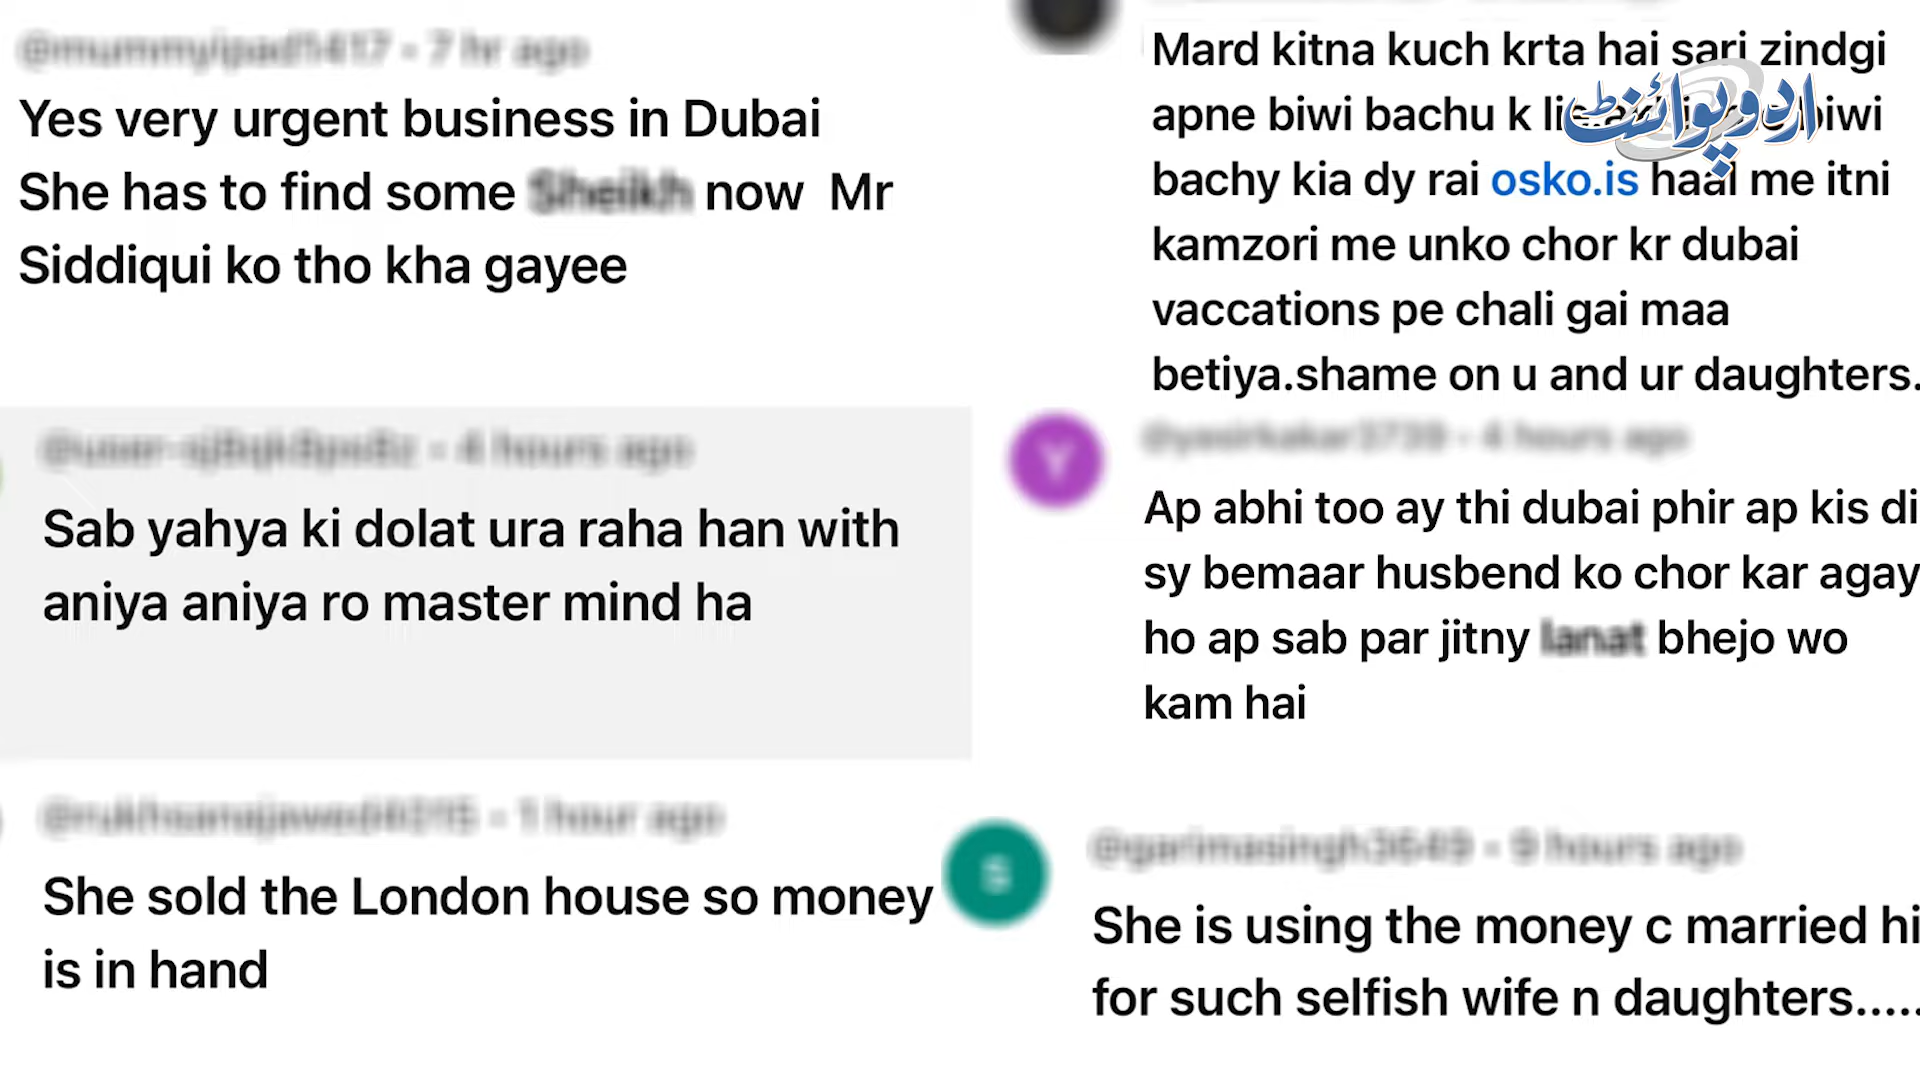 Yes very urgent business in Dubai
She has to find some Sheikh now Mr
Siddiqui ko tho kha gayee
Sab yahya ki dolat ura raha han with
aniya aniya ro master mind ha
She sold the London house so money
is in hand
اردوپوائنٹ
Mard kitna kuch krta hai sari zindgi
apne biwi bachu k biwi
bachy kia dy rai osko.is haal me itni
kamzori me unko chor kr dubai
vaccations pe chali gai maa
betiya.shame on u and ur daughters.
Y
Ap abhi too ay thi dubai phir ap kis di
sy bemaar husbend ko chor kar agay
ho ap sab par jitny lanat bhejo wo
kam hai
S
She is using the money c married hi
for such selfish wife n daughters.....